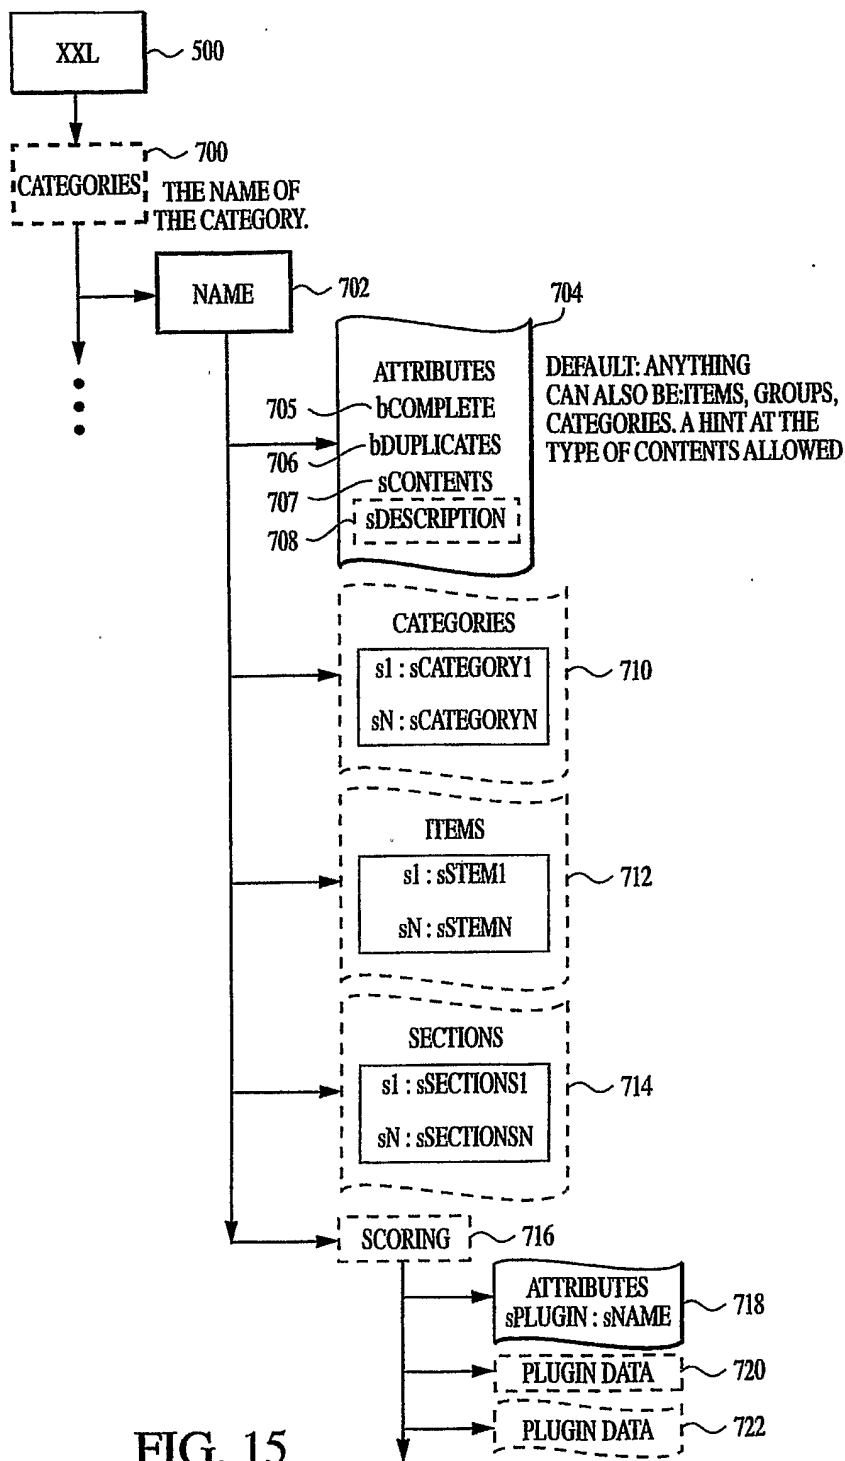 XXL
500
700
CATEGORIES
THE NAME OF
THE CATEGORY.
NAME
702
704
ATTRIBUTES
705
bCOMPLETE
706
bDUPLICATES
707
sCONTENTS
708
sDESCRIPTION
DEFAULT: ANYTHING
CAN ALSO BE:ITEMS, GROUPS,
CATEGORIES. A HINT AT THE
TYPE OF CONTENTS ALLOWED
CATEGORIES
s1 : sCATEGORY1
sN : sCATEGORYN
710
ITEMS
s1 : sSTEM1
sN : sSTEMN
712
SECTIONS
s1 : sSECTIONS1
sN : sSECTIONSN
714
SCORING
716
ATTRIBUTES
sPLUGIN : sNAME
718
PLUGIN DATA
720
PLUGIN DATA
722
FIG. 15